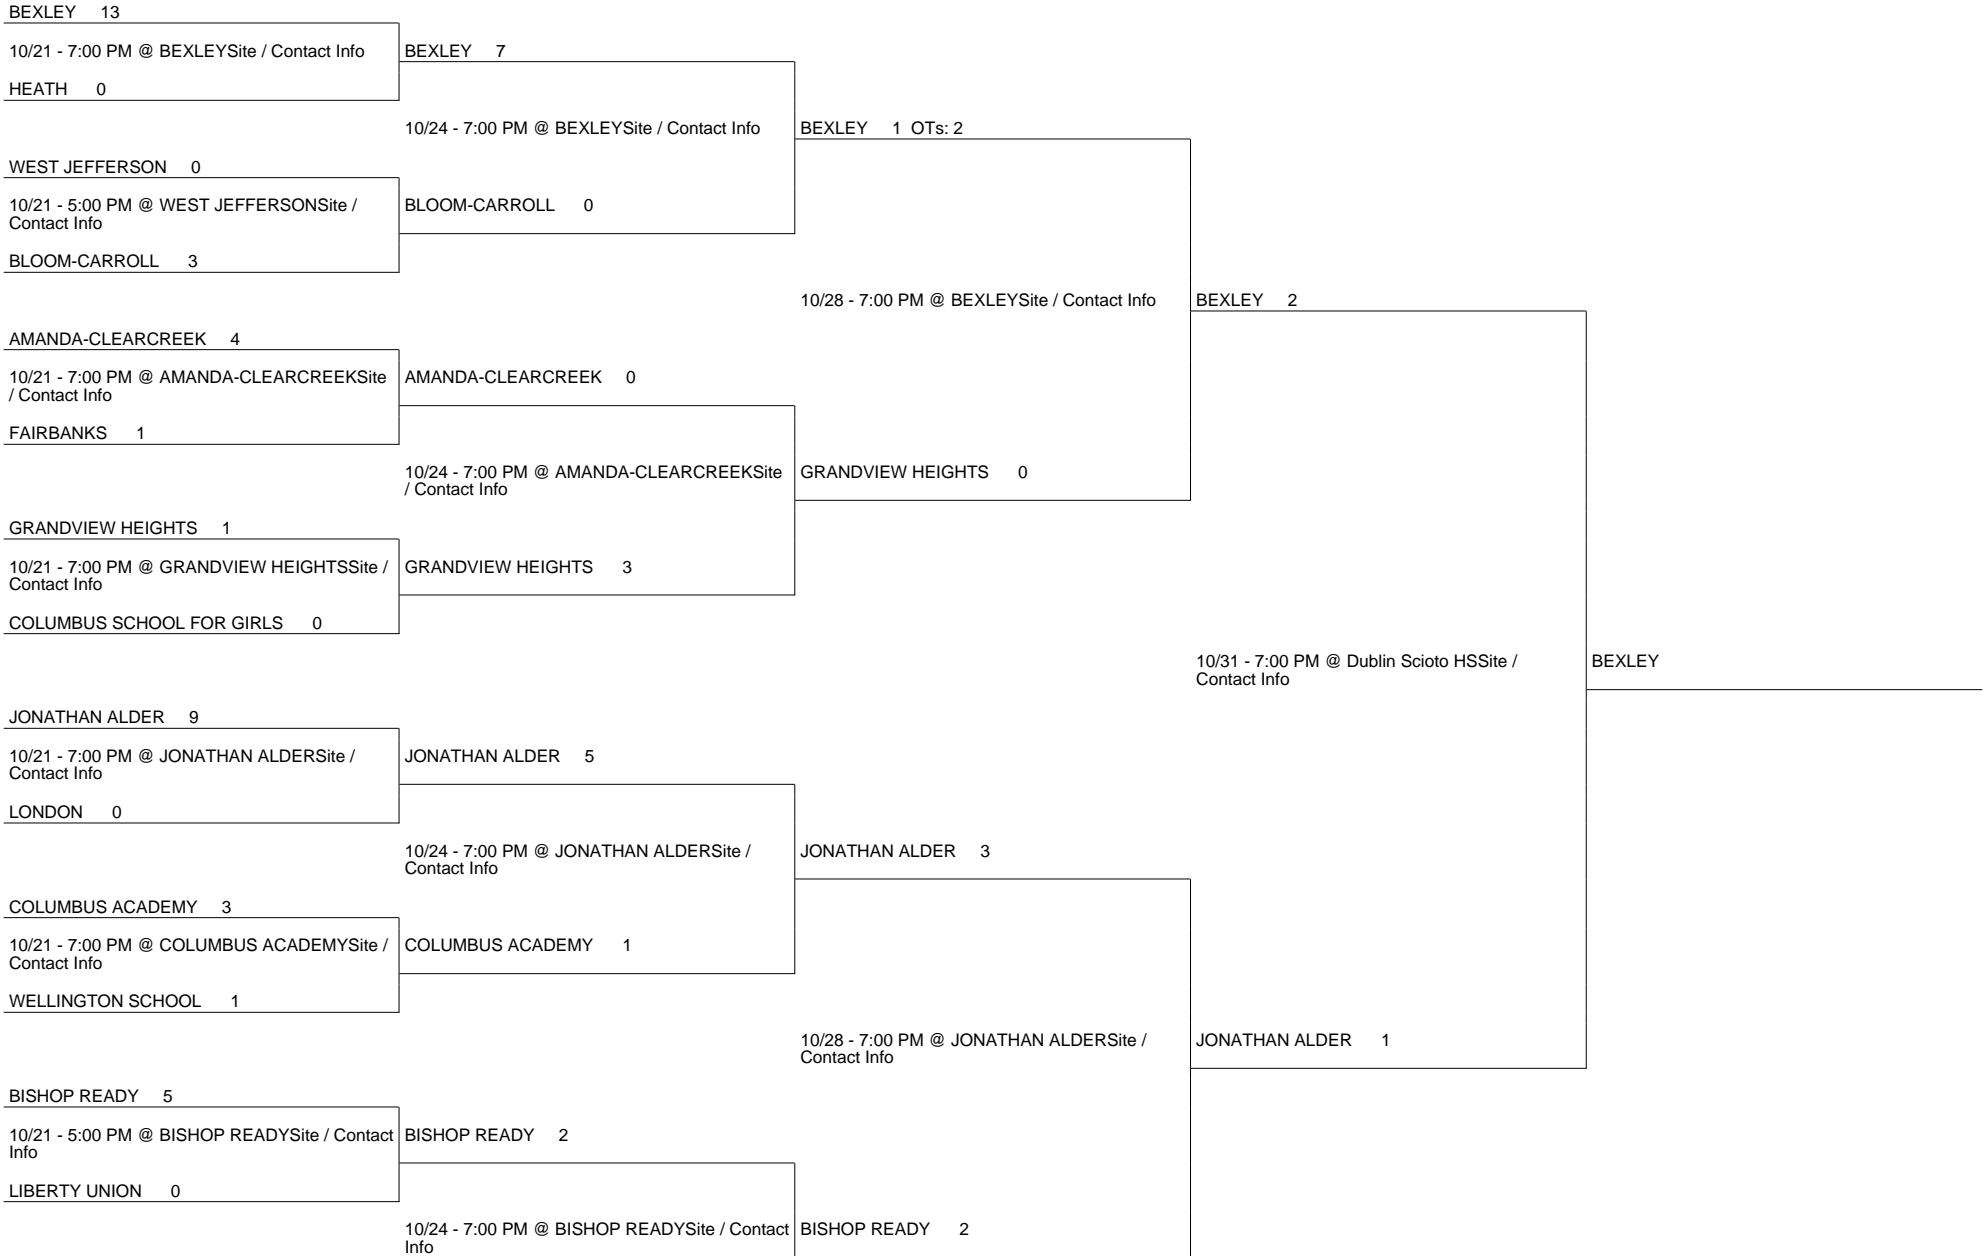 BEXLEY 13
10/21 - 7:00 PM @ BEXLEYSite / Contact Info
BEXLEY 7
HEATH 0
10/24 - 7:00 PM @ BEXLEYSite / Contact Info
BEXLEY 1 OTs: 2
WEST JEFFERSON 0
10/21 - 5:00 PM @ WEST JEFFERSONSite /
Contact Info
BLOOM-CARROLL 0
BLOOM-CARROLL 3
10/28 - 7:00 PM @ BEXLEYSite / Contact Info
BEXLEY 2
AMANDA-CLEARCREEK 4
10/21 - 7:00 PM @ AMANDA-CLEARCREEKSite
/ Contact Info
AMANDA-CLEARCREEK 0
FAIRBANKS 1
10/24 - 7:00 PM @ AMANDA-CLEARCREEKSite
/ Contact Info
GRANDVIEW HEIGHTS 0
GRANDVIEW HEIGHTS 1
10/21 - 7:00 PM @ GRANDVIEW HEIGHTSSite /
Contact Info
GRANDVIEW HEIGHTS 3
COLUMBUS SCHOOL FOR GIRLS 0
10/31 - 7:00 PM @ Dublin Scioto HSSite /
Contact Info
BEXLEY
JONATHAN ALDER 9
10/21 - 7:00 PM @ JONATHAN ALDERSite /
Contact Info
JONATHAN ALDER 5
LONDON 0
10/24 - 7:00 PM @ JONATHAN ALDERSite /
Contact Info
JONATHAN ALDER 3
COLUMBUS ACADEMY 3
10/21 - 7:00 PM @ COLUMBUS ACADEMYSite /
Contact Info
COLUMBUS ACADEMY 1
WELLINGTON SCHOOL 1
10/28 - 7:00 PM @ JONATHAN ALDERSite /
Contact Info
JONATHAN ALDER 1
BISHOP READY 5
10/21 - 5:00 PM @ BISHOP READYSite / Contact
Info
BISHOP READY 2
LIBERTY UNION 0
10/24 - 7:00 PM @ BISHOP READYSite / Contact
Info
BISHOP READY 2